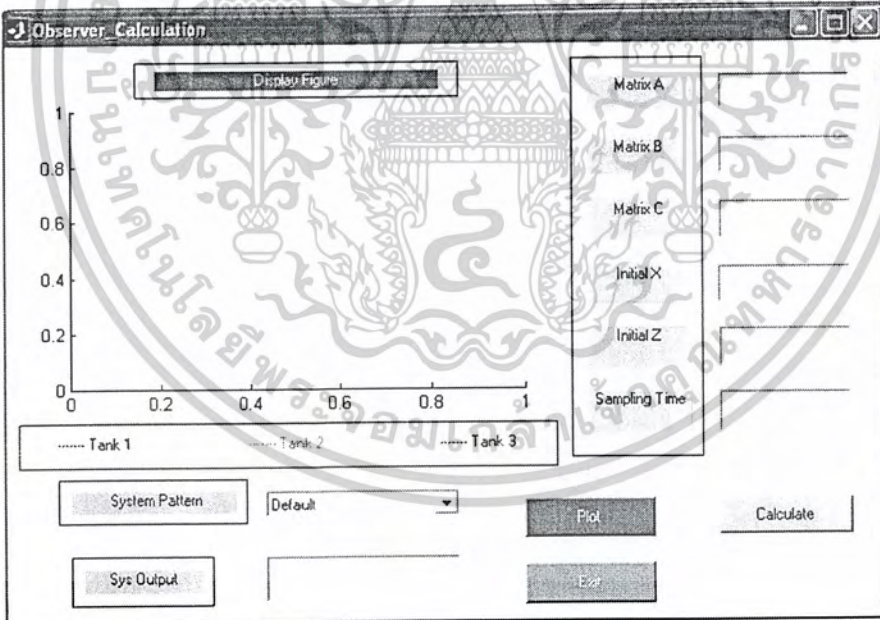 Observer_Calculation
Display Figure
1
0.8
0.6
0.4
0.2
0
0
0.2
0.4
0.6
0.8
1
Tank 1
Tank 2
Tank 3
Matrix A
Matrix B
Matrix C
Initial X
Initial Z
Sampling Time
System Pattern
Default
Plot
Calculate
Sys Output
Exit